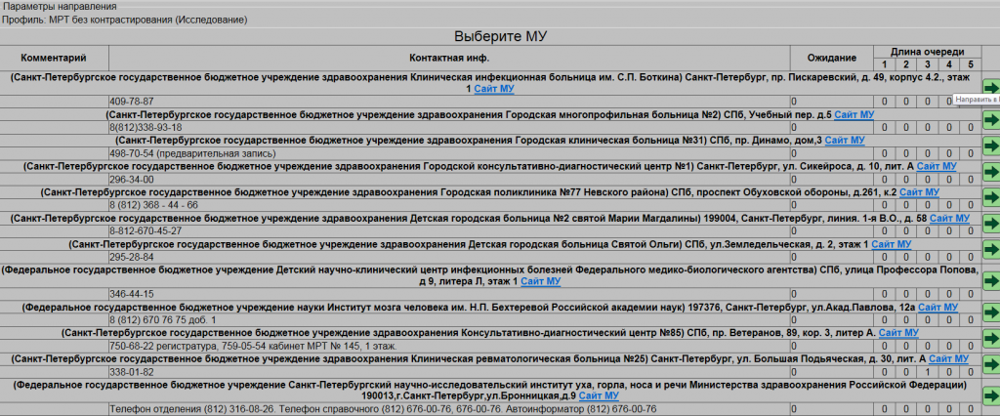 Параметры направления
Профиль: МРТ без контрастирования (Исследование)
Выберите МУ
Комментарий Контактная инф. Ожидание Длина очереди
1 2 3 4 5
(Санкт-Петербургское государственное бюджетное учреждение здравоохранения Клиническая инфекционная больница им. С.П. Боткина) Санкт-Петербург, пр. Пискаревский, д. 49, корпус 4.2., этаж
1 Сайт МУ
409-78-87 0 0 0 0 0
Направить в
(Санкт-Петербургское государственное бюджетное учреждение здравоохранения Городская многопрофильная больница №2) СПб, Учебный пер. д.5 Сайт МУ
8(812)338-93-18 0 0 0 0 0 0
(Санкт-Петербургское государственное бюджетное учреждение здравоохранения Городская клиническая больница №31) СПб, пр. Динамо, дом,3 Сайт МУ
498-70-54 (предварительная запись) 0 0 0 0 0 0
(Санкт-Петербургское государственное бюджетное учреждение здравоохранения Городской консультативно-диагностический центр №1) Санкт-Петербург, ул. Сикейроса, д. 10, лит. А Сайт МУ
296-34-00 0 0 0 0 0 0
(Санкт-Петербургское государственное бюджетное учреждение здравоохранения Городская поликлиника №77 Невского района) СПб, проспект Обуховской обороны, д.261, к.2 Сайт МУ
8 (812) 368 - 44 - 66 0 0 0 0 0 0
(Санкт-Петербургское государственное бюджетное учреждение здравоохранения Детская городская больница №2 святой Марии Магдалины) 199004, Санкт-Петербург, линия. 1-я В.О., д. 58 Сайт МУ
8-812-670-45-27 0 0 0 0 0 0
(Санкт-Петербургское государственное бюджетное учреждение здравоохранения Детская городская больница Святой Ольги) СПб, ул.Земледельческая, д. 2, этаж 1 Сайт МУ
295-28-84 0 0 0 0 0 0
(Федеральное государственное бюджетное учреждение Детский научно-клинический центр инфекционных болезней Федерального медико-биологического агентства) СПб, улица Профессора Попова,
д 9, литера Л, этаж 1 Сайт МУ
346-44-15 0 0 0 0 0 0
(Федеральное государственное бюджетное учреждение науки Институт мозга человека им. Н.П. Бехтеревой Российской академии наук) 197376, Санкт-Петербург, ул.Акад.Павлова, 12а Сайт МУ
8 (812) 670 76 75 доб. 1 0 0 0 0 0 0
(Санкт-Петербургское государственное бюджетное учреждение здравоохранения Консультативно-диагностический центр №85) СПб, пр. Ветеранов, 89, кор. 3, литер А. Сайт МУ
750-68-22 регистратура, 759-05-54 кабинет МРТ № 145, 1 этаж. 0 0 0 0 0 0
(Санкт-Петербургское государственное бюджетное учреждение здравоохранения Клиническая ревматологическая больница №25) Санкт-Петербург, ул. Большая Подьяческая, д. 30, лит. А Сайт МУ
338-01-82 0 0 0 1 0 0
(Федеральное государственное бюджетное учреждение Санкт-Петербургский научно-исследовательский институт уха, горла, носа и речи Министерства здравоохранения Российской Федерации)
190013,г.Санкт-Петербург,ул.Бронницкая,д.9 Сайт МУ
Телефон отделения (812) 316-08-26. Телефон справочного (812) 676-00-76, 676-00-76. Автоинформатор (812) 676-00-76 0 0 0 0 0 0